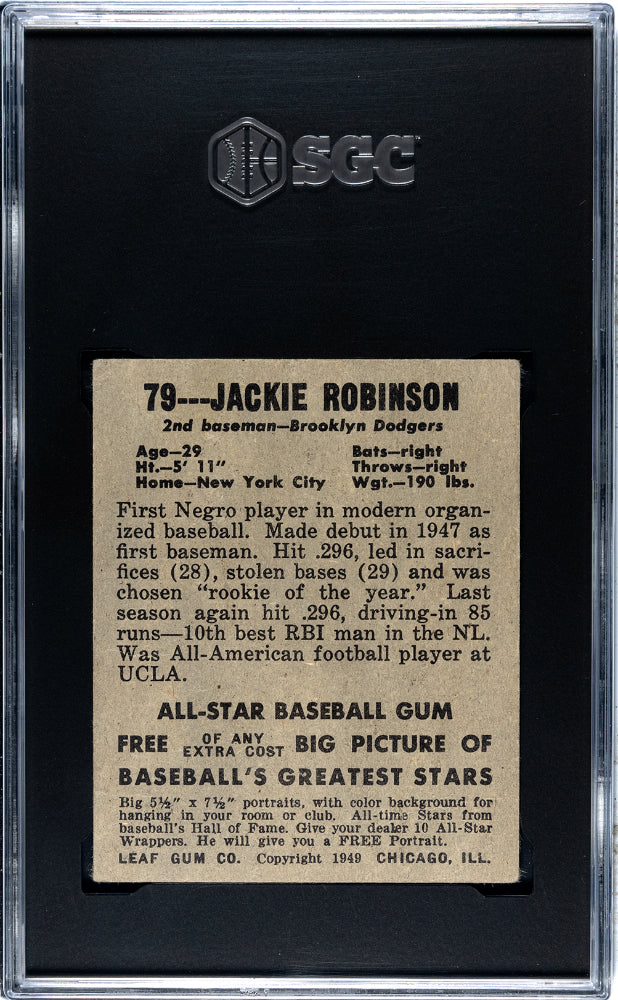 SGC
79---JACKIE ROBINSON
2nd baseman—Brooklyn Dodgers
Age—29 Bats—right
Ht.—5' 11" Throws—right
Home—New York City Wgt.—190 lbs.
First Negro player in modern organ-
ized baseball. Made debut in 1947 as
first baseman. Hit .296, led in sacri-
fices (28), stolen bases (29) and was
chosen "rookie of the year." Last
season again hit .296, driving-in 85
runs—10th best RBI man in the NL.
Was All-American football player at
UCLA.
ALL-STAR BASEBALL GUM
FREE OF ANY EXTRA COST BIG PICTURE OF
BASEBALL'S GREATEST STARS
Big 5½" x 7½" portraits, with color background for
hanging in your room or club. All-time Stars from
baseball's Hall of Fame. Give your dealer 10 All-Star
Wrappers. He will give you a FREE Portrait.
LEAF GUM CO. Copyright 1949 CHICAGO, ILL.